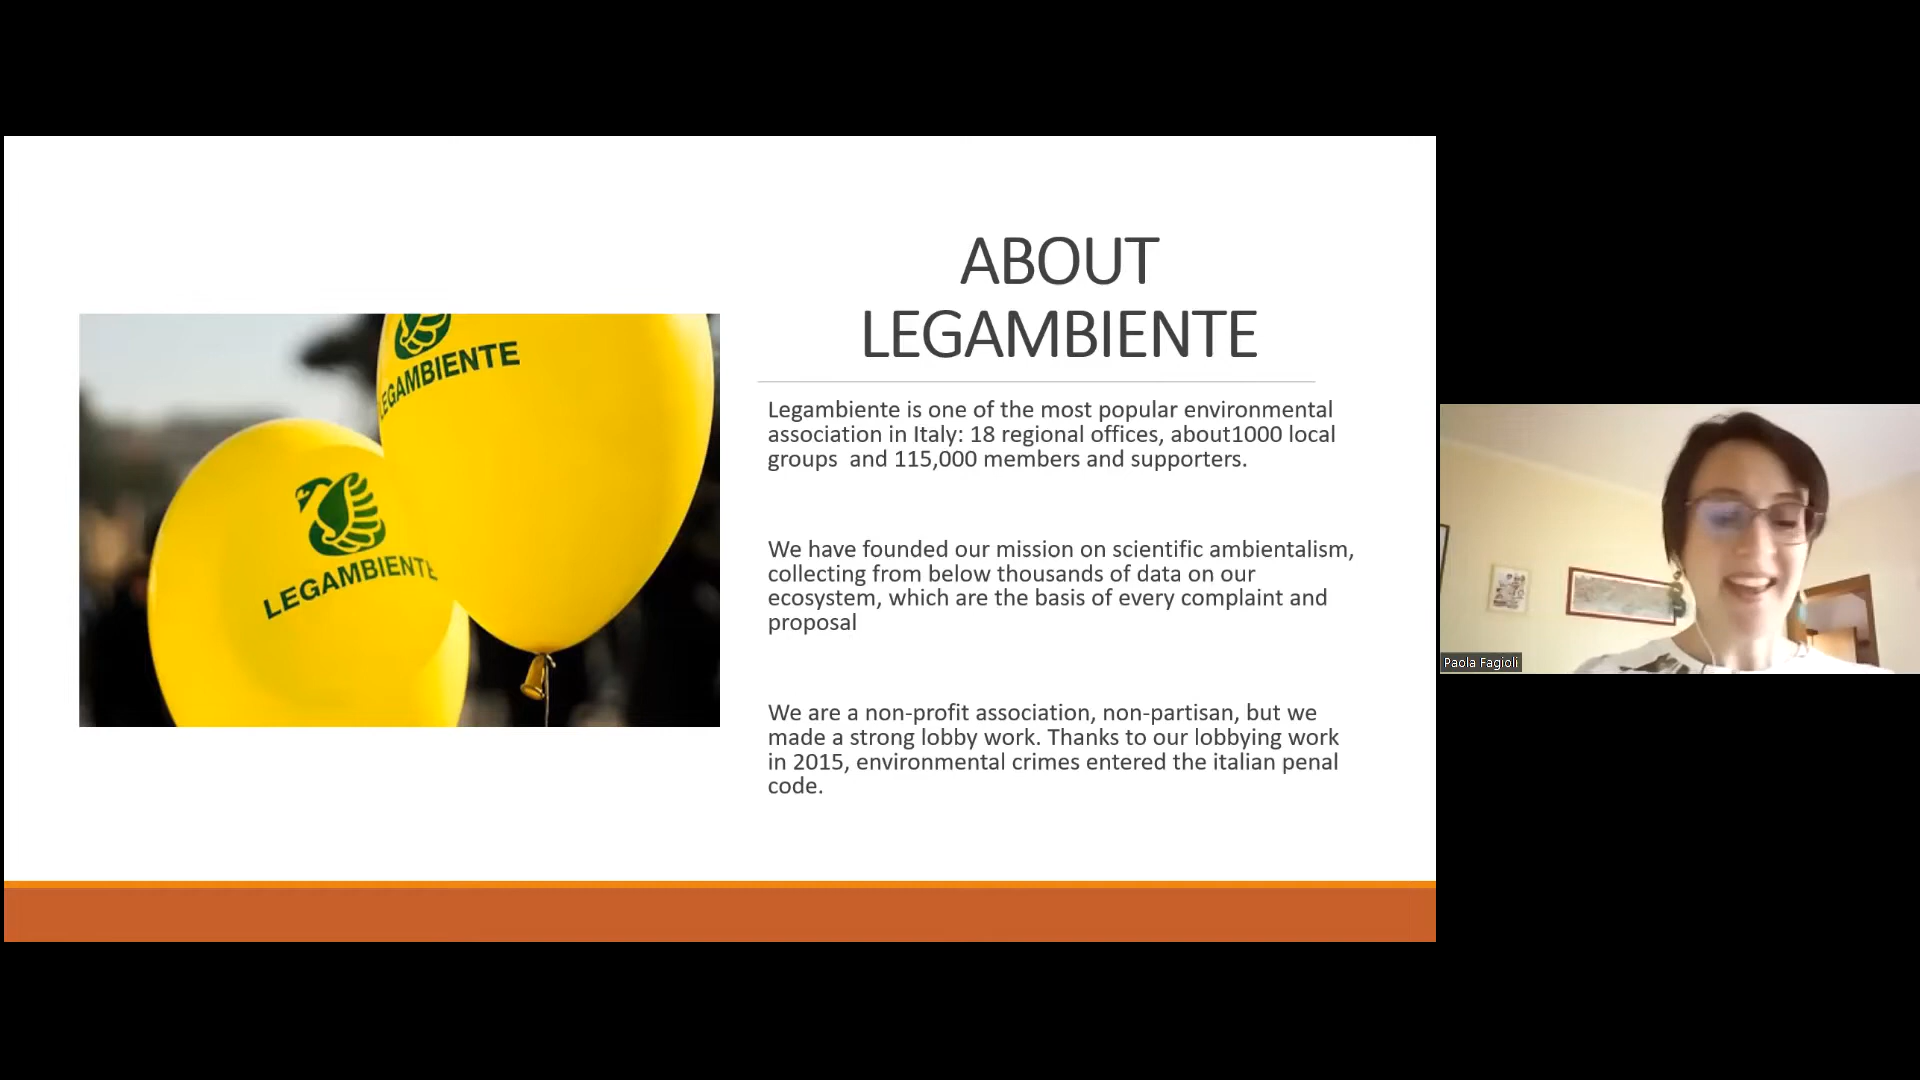 ABOUT
LEGAMBIENTE
Legambiente is one of the most popular environmental
association in Italy: 18 regional offices, about1000 local
groups  and 115,000 members and supporters.
We have founded our mission on scientific ambientalism,
collecting from below thousands of data on our
ecosystem, which are the basis of every complaint and
proposal
We are a non-profit association, non-partisan, but we
made a strong lobby work. Thanks to our lobbying work
in 2015, environmental crimes entered the italian penal
code.
LEGAMBIENTE
LEGAMBIENTE
Paola Fagioli